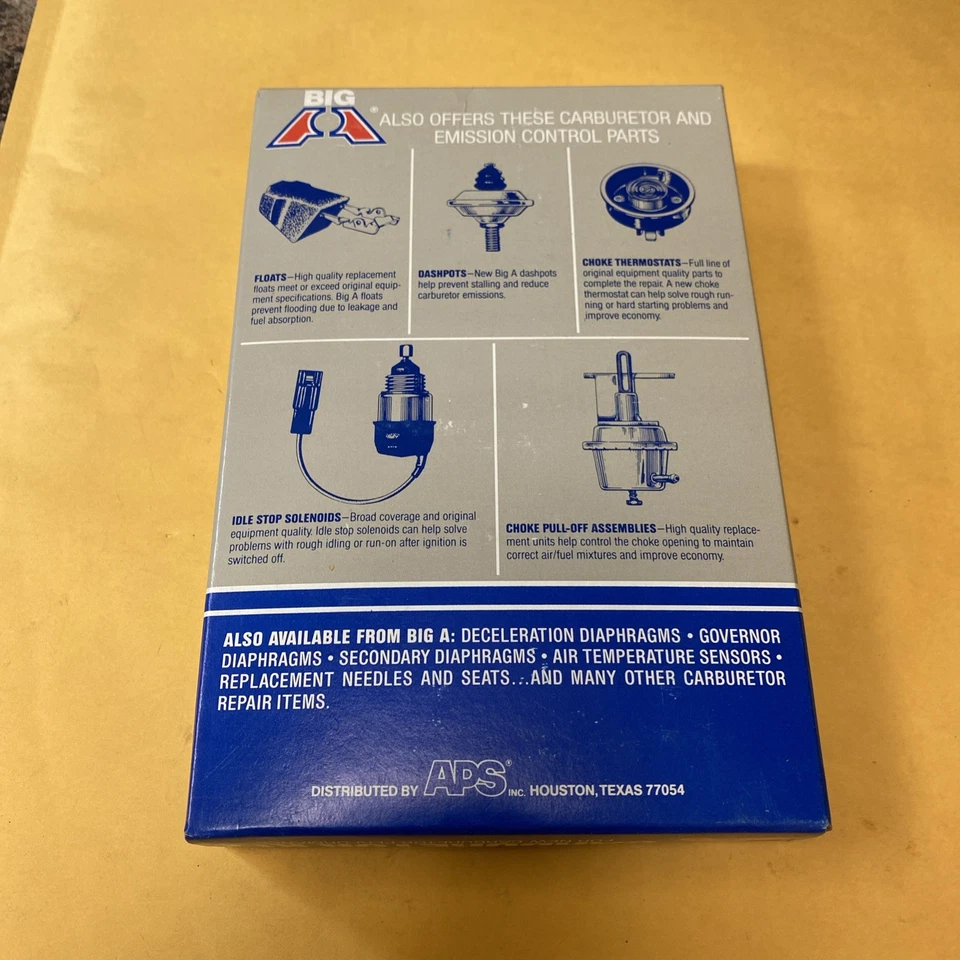 BIG
A®
ALSO OFFERS THESE CARBURETOR AND
EMISSION CONTROL PARTS
FLOATS—High quality replacement
floats meet or exceed original equip-
ment specifications. Big A floats
prevent flooding due to leakage and
fuel absorption.
DASHPOTS—New Big A dashpots
help prevent stalling and reduce
carburetor emissions.
CHOKE THERMOSTATS—Full line of
original equipment quality parts to
complete the repair. A new choke
thermostat can help solve rough run-
ning or hard starting problems and
improve economy.
IDLE STOP SOLENOIDS—Broad coverage and original
equipment quality. Idle stop solenoids can help solve
problems with rough idling or run-on after ignition is
switched off.
CHOKE PULL-OFF ASSEMBLIES—High quality replace-
ment units help control the choke opening to maintain
correct air/fuel mixtures and improve economy.
ALSO AVAILABLE FROM BIG A: DECELERATION DIAPHRAGMS • GOVERNOR
DIAPHRAGMS • SECONDARY DIAPHRAGMS • AIR TEMPERATURE SENSORS •
REPLACEMENT NEEDLES AND SEATS...AND MANY OTHER CARBURETOR
REPAIR ITEMS.
DISTRIBUTED BY APS® INC. HOUSTON, TEXAS 77054